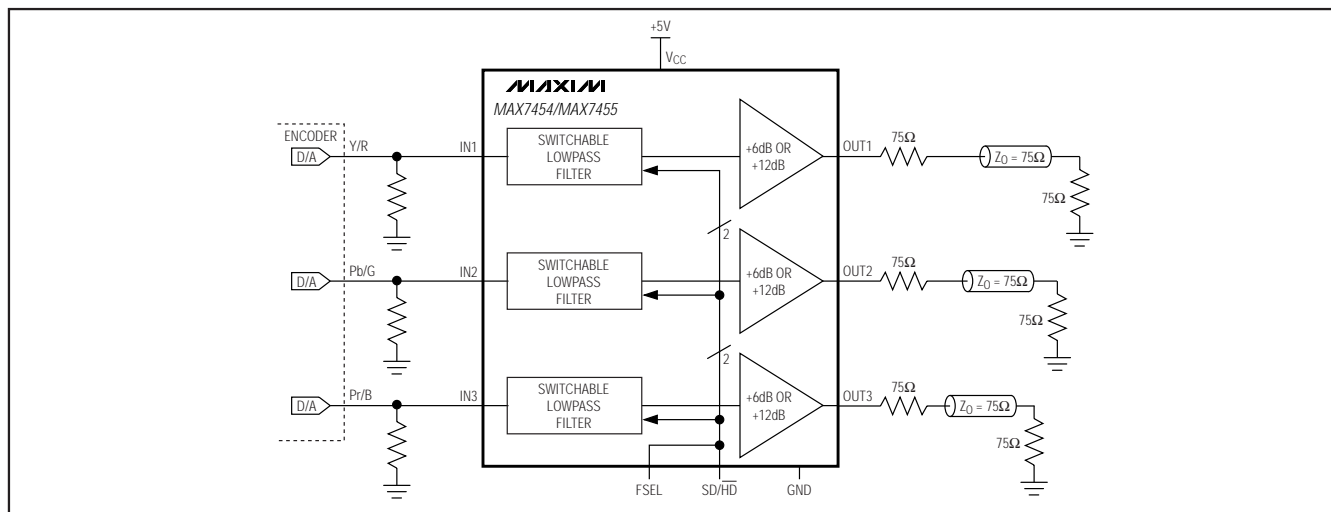 +5V
VCC
MAXIM
MAX7454/MAX7455
ENCODER
D/A
Y/R
IN1
SWITCHABLE
LOWPASS
FILTER
+6dB OR
+12dB
OUT1
75Ω
Z0 = 75Ω
75Ω
2
D/A
Pb/G
IN2
SWITCHABLE
LOWPASS
FILTER
+6dB OR
+12dB
OUT2
75Ω
Z0 = 75Ω
75Ω
2
D/A
Pr/B
IN3
SWITCHABLE
LOWPASS
FILTER
+6dB OR
+12dB
OUT3
75Ω
Z0 = 75Ω
75Ω
FSEL
SD/H̅D̅
GND